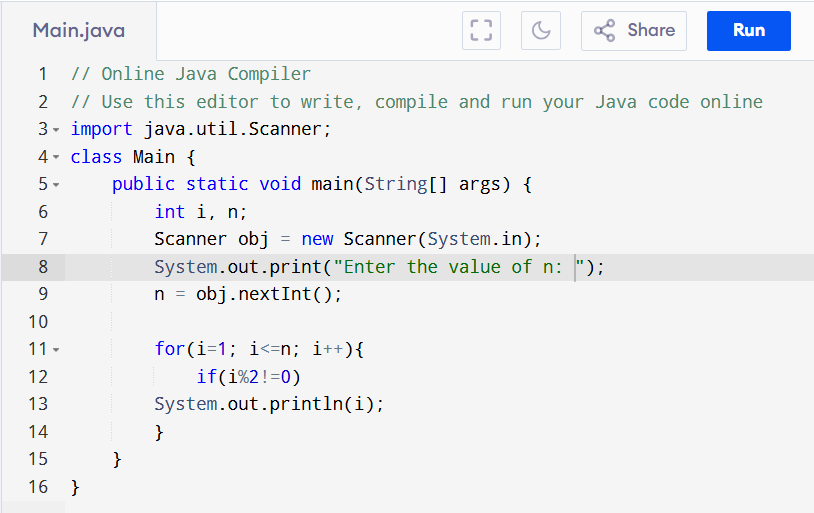 Main.java
Share
Run
1 // Online Java Compiler
2 // Use this editor to write, compile and run your Java code online
3 import java.util.Scanner;
4 class Main {
5     public static void main(String[] args) {
6         int i, n;
7         Scanner obj = new Scanner(System.in);
8         System.out.print("Enter the value of n: ");
9         n = obj.nextInt();
10
11         for(i=1; i<=n; i++){
12             if(i%2!=0)
13         System.out.println(i);
14         }
15     }
16 }